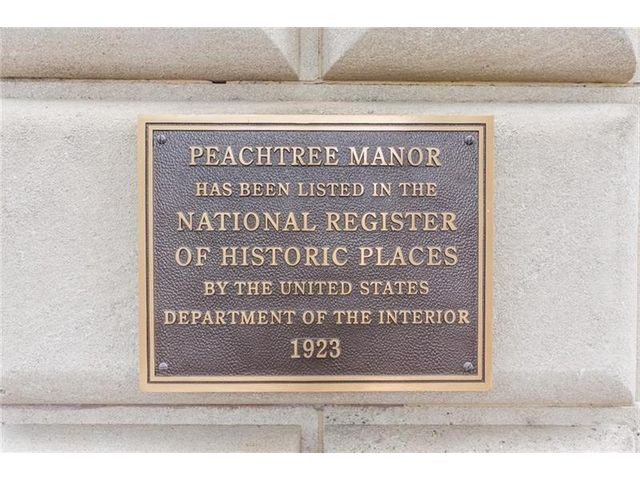 PEACHTREE MANOR
HAS BEEN LISTED IN THE
NATIONAL REGISTER
OF HISTORIC PLACES
BY THE UNITED STATES
DEPARTMENT OF THE INTERIOR
1923